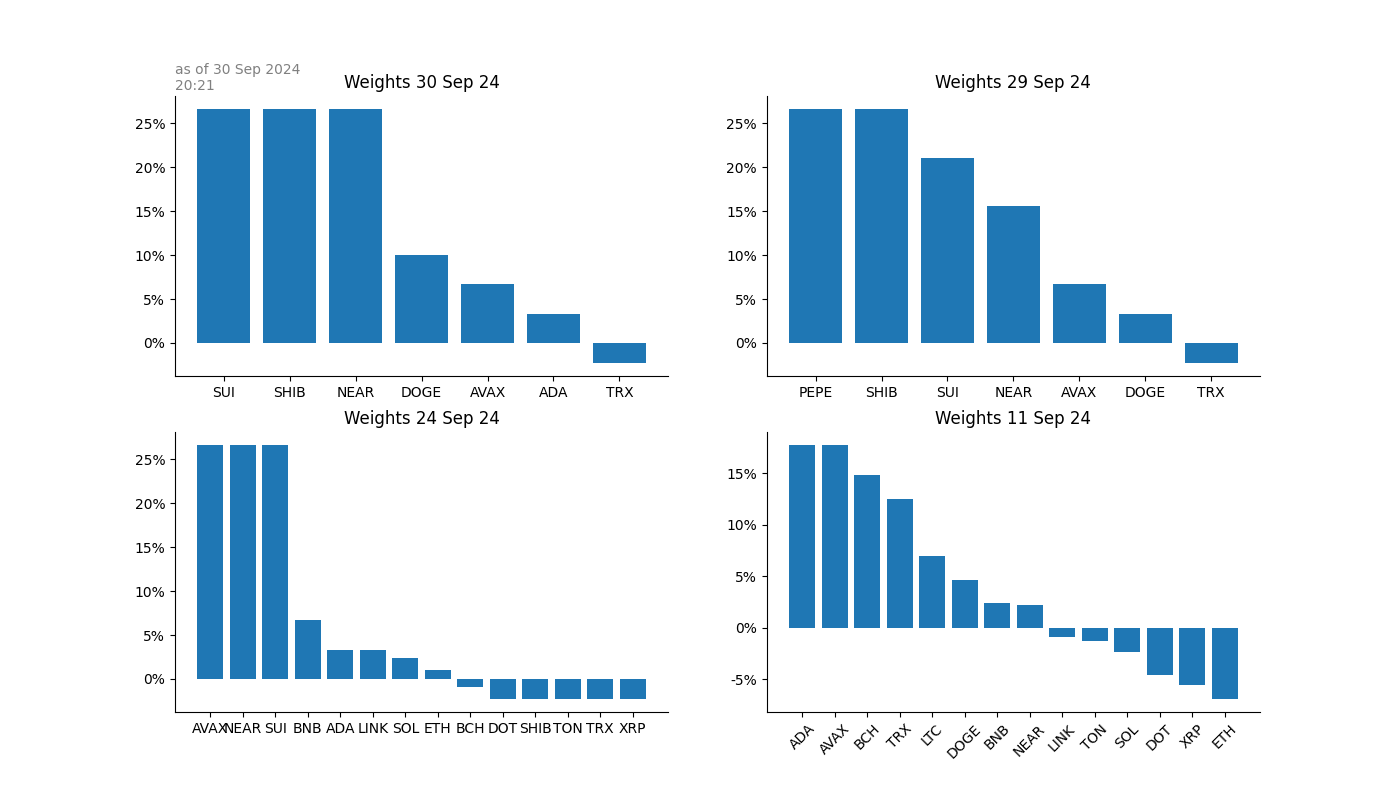 as of 30 Sep 2024
20:21
Weights 30 Sep 24
25%
20%
15%
10%
5%
0%
SUI SHIB NEAR DOGE AVAX ADA TRX
Weights 29 Sep 24
25%
20%
15%
10%
5%
0%
PEPE SHIB SUI NEAR AVAX DOGE TRX
Weights 24 Sep 24
25%
20%
15%
10%
5%
0%
AVAX NEAR SUI BNB ADA LINK SOL ETH BCH DOT SHIB TON TRX XRP
Weights 11 Sep 24
15%
10%
5%
0%
-5%
ADA AVAX BCH TRX LTC DOGE BNB NEAR LINK TON SOL DOT XRP ETH